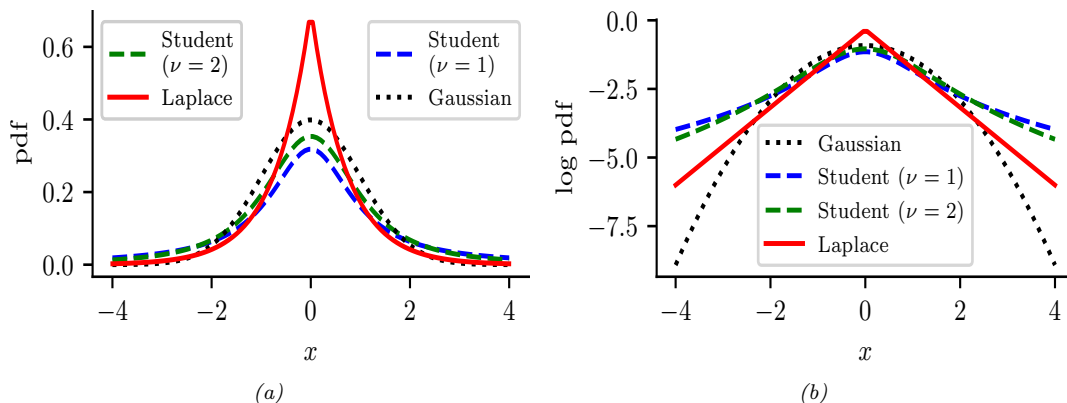 Student
(ν = 2)
Laplace
Student
(ν = 1)
Gaussian
pdf
0.6
0.4
0.2
0.0
−4
−2
0
2
4
x
(a)
log pdf
0.0
−2.5
−5.0
−7.5
Gaussian
Student (ν = 1)
Student (ν = 2)
Laplace
−4
−2
0
2
4
x
(b)